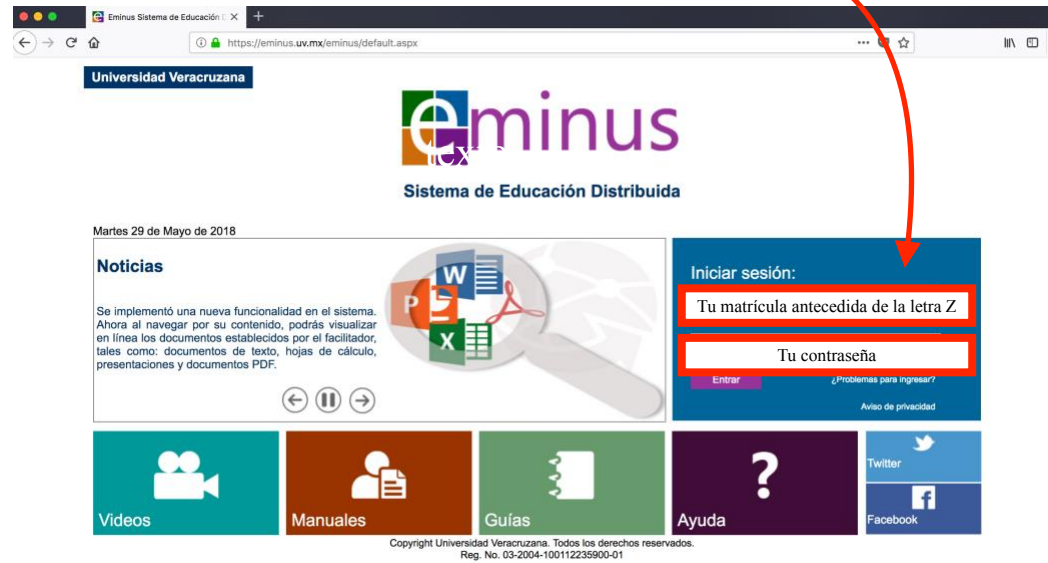 Eminus Sistema de Educación D
https://eminus.uv.mx/eminus/default.aspx
Universidad Veracruzana
eminus
Sistema de Educación Distribuida
Martes 29 de Mayo de 2018
Noticias
Se implementó una nueva funcionalidad en el sistema.
Ahora al navegar por su contenido, podrás visualizar
en línea los documentos establecidos por el facilitador,
tales como: documentos de texto, hojas de cálculo,
presentaciones y documentos PDF.
W
P
X
Iniciar sesión:
Tu matrícula antecedida de la letra Z
Tu contraseña
Entrar
¿Problemas para ingresar?
Aviso de privacidad
Videos
Manuales
Guías
?
Ayuda
Twitter
f
Facebook
Copyright Universidad Veracruzana. Todos los derechos reservados.
Reg. No. 03-2004-100112235900-01